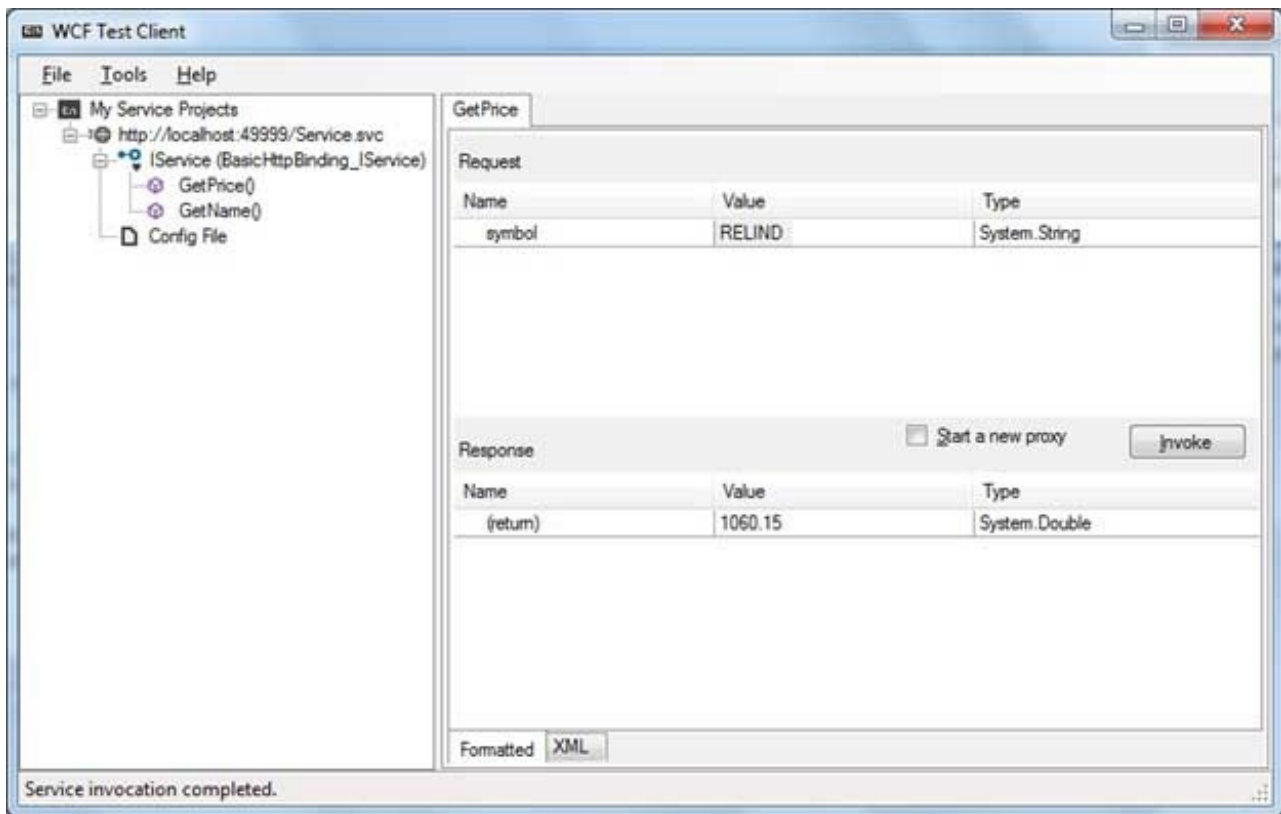 WCF Test Client
File Tools Help
My Service Projects
http://localhost:49999/Service.svc
IService (BasicHttpBinding_IService)
GetPrice()
GetName()
Config File
GetPrice
Request
Name Value Type
symbol RELIND System.String
Response
Start a new proxy
Invoke
Name Value Type
(return) 1060.15 System.Double
Formatted XML
Service invocation completed.